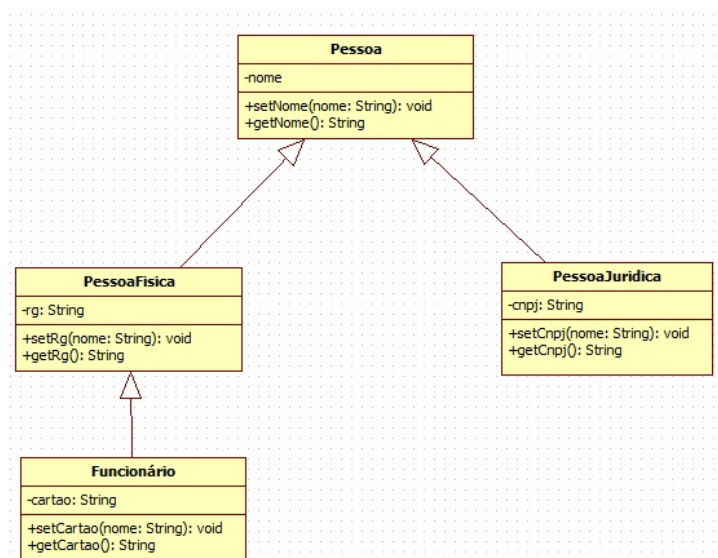 Pessoa
-nome
+setNome(nome: String): void
+getNome(): String
PessoaFisica
-rg: String
+setRg(nome: String): void
+getRg(): String
PessoaJuridica
-cnpj: String
+setCnpj(nome: String): void
+getCnpj(): String
Funcionário
-cartao: String
+setCartao(nome: String): void
+getCartao(): String